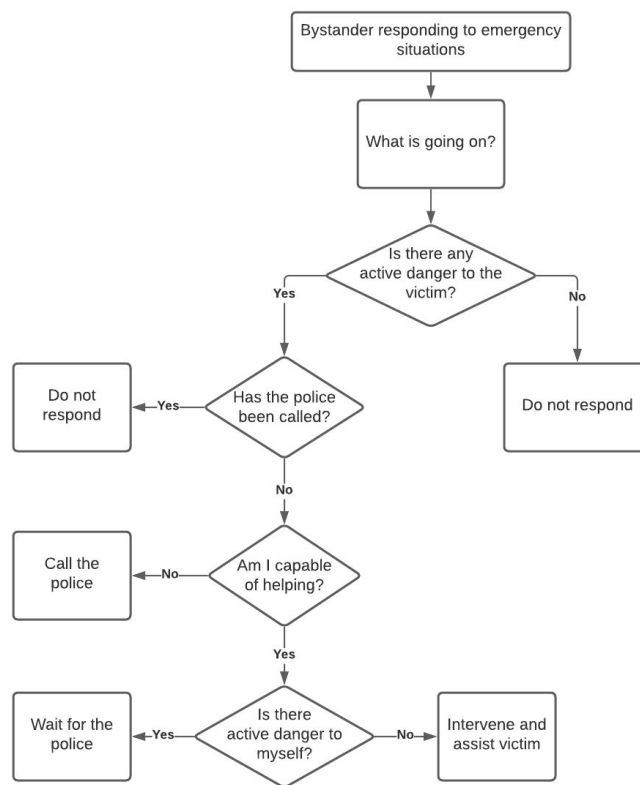 Bystander responding to emergency
situations
What is going on?
Is there any
active danger to the
victim?
Yes
No
Do not
respond
Yes
Has the police
been called?
Do not respond
No
Call the
police
No
Am I capable
of helping?
Yes
Wait for the
police
Yes
Is there
active danger to
myself?
No
Intervene and
assist victim